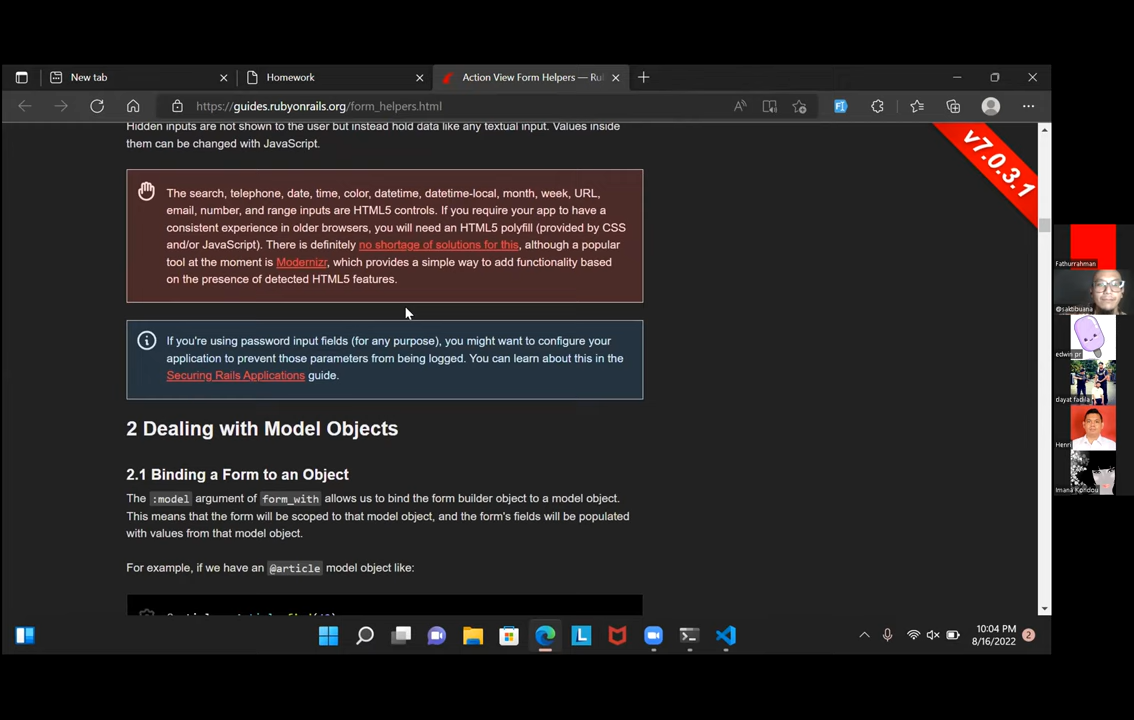 New tab
Homework
Action View Form Helpers — Ru
https://guides.rubyonrails.org/form_helpers.html
v7.0.3.1
Hidden inputs are not shown to the user but instead hold data like any textual input. Values inside
them can be changed with JavaScript.
The search, telephone, date, time, color, datetime, datetime-local, month, week, URL,
email, number, and range inputs are HTML5 controls. If you require your app to have a
consistent experience in older browsers, you will need an HTML5 polyfill (provided by CSS
and/or JavaScript). There is definitely no shortage of solutions for this, although a popular
tool at the moment is Modernizr, which provides a simple way to add functionality based
on the presence of detected HTML5 features.
If you're using password input fields (for any purpose), you might want to configure your
application to prevent those parameters from being logged. You can learn about this in the
Securing Rails Applications guide.
2 Dealing with Model Objects
2.1 Binding a Form to an Object
The :model argument of form_with allows us to bind the form builder object to a model object.
This means that the form will be scoped to that model object, and the form's fields will be populated
with values from that model object.
For example, if we have an @article model object like:
Fathurrahman
@saktibuana
edwin pr
dayat fadila
Henri
Imana Kondou
10:04 PM
8/16/2022
2